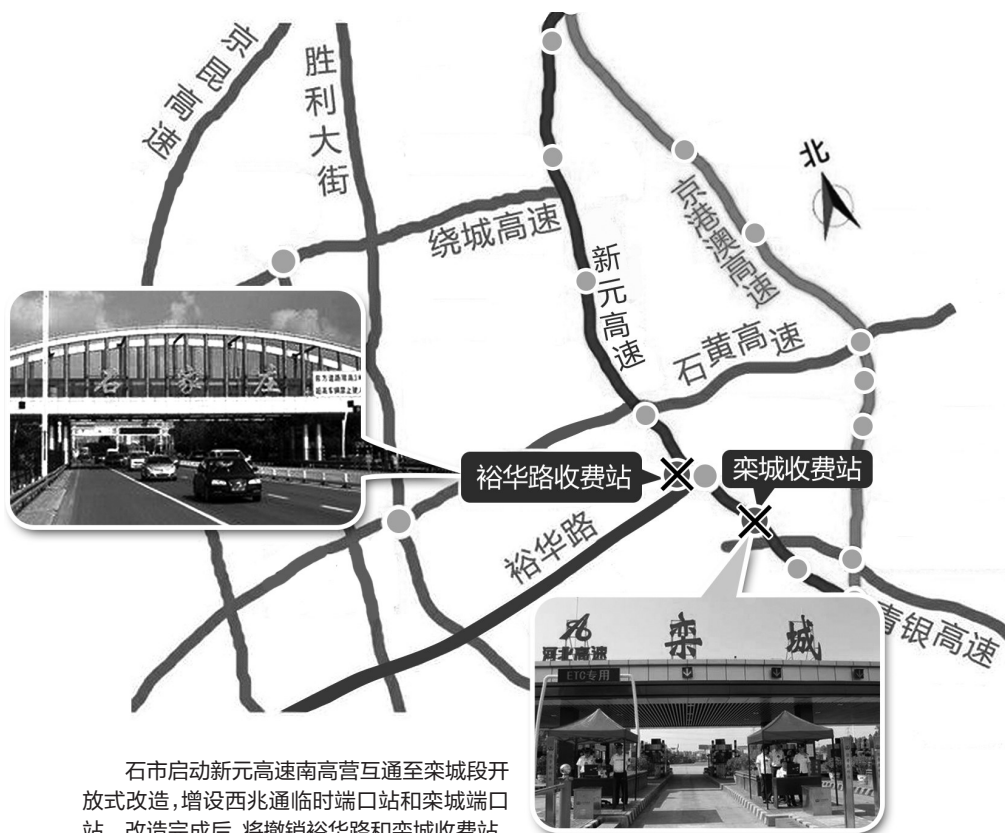 京昆高速
胜利大街
北
绕城高速
新元高速
京港澳高速
石黄高速
石家庄
裕华路收费站
栾城收费站
裕华路
青银高速
河北高速
栾城
ETC专用
石市启动新元高速南高营互通至栾城段开
放式改造,增设西兆通临时端口站和栾城端口
站。改造完成后,将撤销裕华路和栾城收费站。